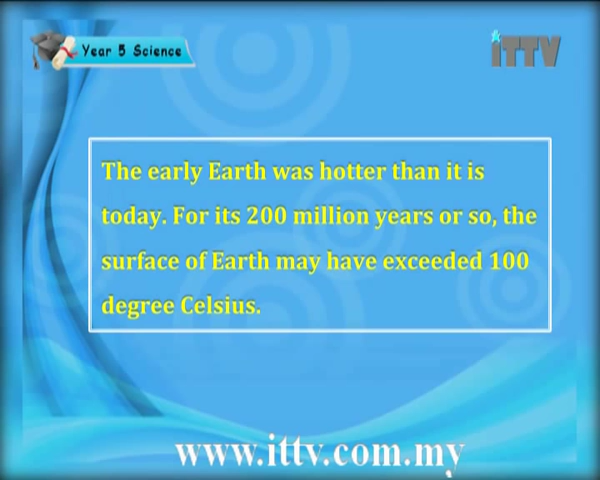 Year 5 Science
iTTV
The early Earth was hotter than it is
today. For its 200 million years or so, the
surface of Earth may have exceeded 100
degree Celsius.
www.ittv.com.my